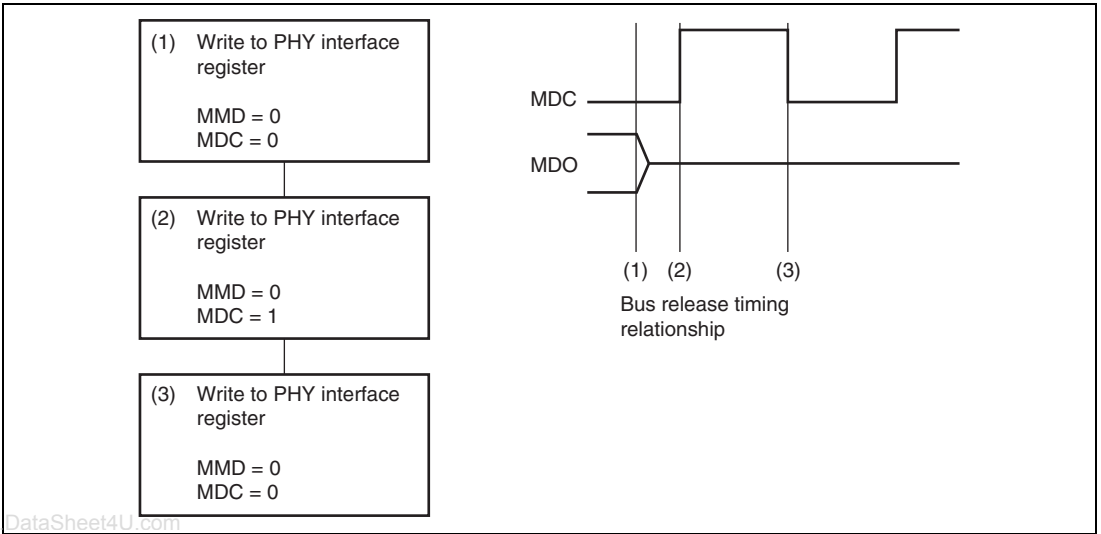 (1) Write to PHY interface
register
MMD = 0
MDC = 0
(2) Write to PHY interface
register
MMD = 0
MDC = 1
(3) Write to PHY interface
register
MMD = 0
MDC = 0
MDC
MDO
(1) (2) (3)
Bus release timing
relationship
DataSheet4U.com